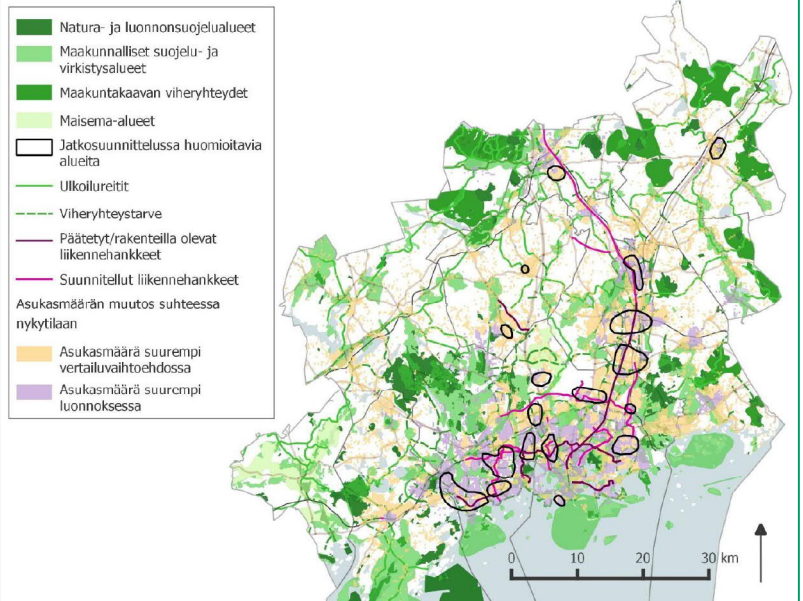 Natura- ja luonnonsuojelualueet
Maakunnalliset suojelu- ja
virkistysalueet
Maakuntakaavan viheryhteydet
Maisema-alueet
Jatkosuunnittelussa huomioitavia
alueita
Ulkoilureitit
Viheryhteystarve
Päätetyt/rakenteilla olevat
liikennehankkeet
Suunnitellut liikennehankkeet
Asukasmäärän muutos suhteessa
nykytilaan
Asukasmäärä suurempi
vertailuvaihtoehdossa
Asukasmäärä suurempi
luonnoksessa
0 10 20 30 km